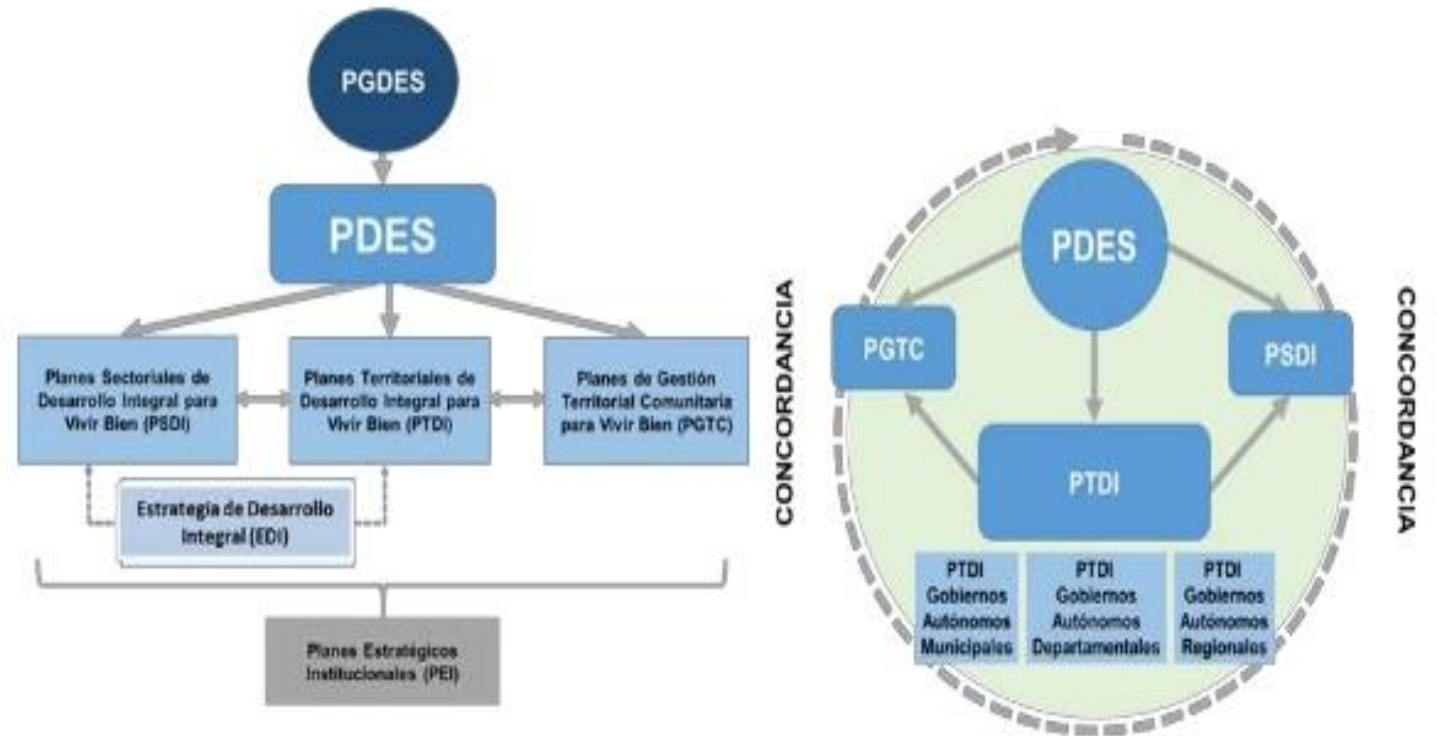 PGDES
PDES
Planes Sectoriales de
Desarrollo Integral para
Vivir Bien (PSDI)
Planes Territoriales de
Desarrollo Integral para
Vivir Bien (PTDI)
Planes de Gestión
Territorial Comunitaria
para Vivir Bien (PGTC)
Estrategia de Desarrollo
Integral (EDI)
Planes Estratégicos
Institucionales (PEI)
CONCORDANCIA
PDES
PGTC
PSDI
PTDI
PTDI
Gobiernos
Autónomos
Municipales
PTDI
Gobiernos
Autónomos
Departamentales
PTDI
Gobiernos
Autónomos
Regionales
CONCORDANCIA